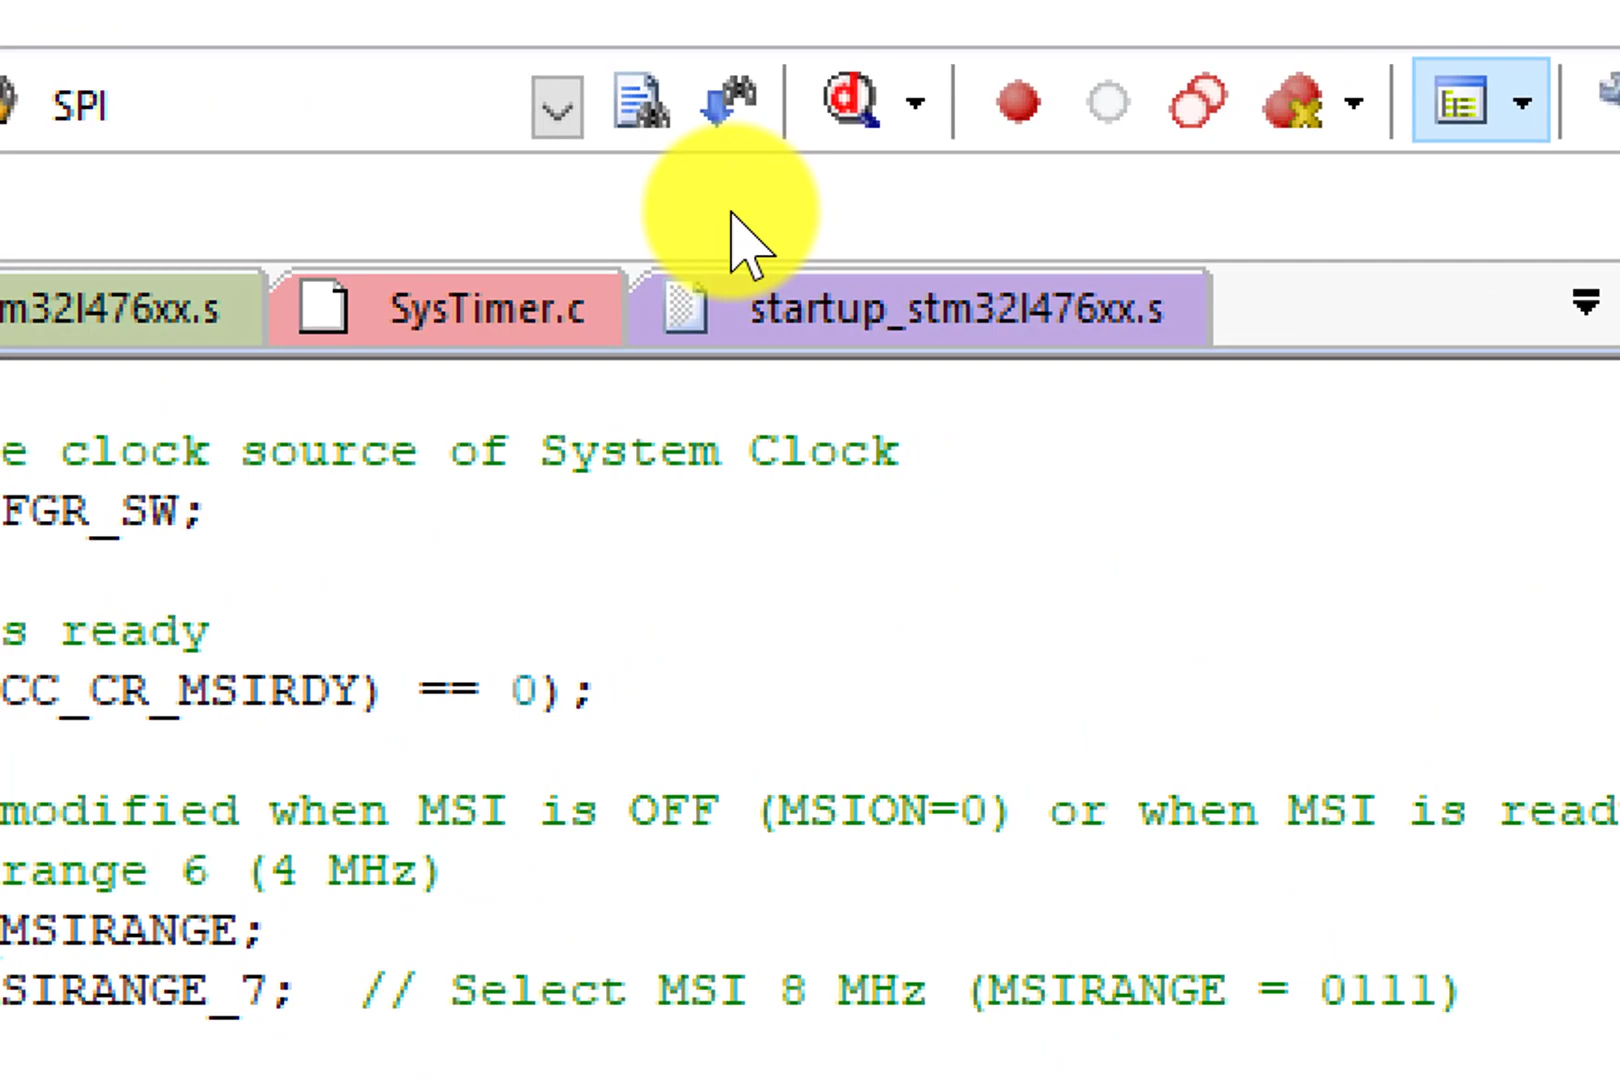 SPI
d
m32l476xx.s SysTimer.c startup_stm32l476xx.s
e clock source of System Clock
FGR_SW;
s ready
CC_CR_MSIRDY) == 0);
modified when MSI is OFF (MSION=0) or when MSI is read
range 6 (4 MHz)
MSIRANGE;
SIRANGE_7; // Select MSI 8 MHz (MSIRANGE = 0111)